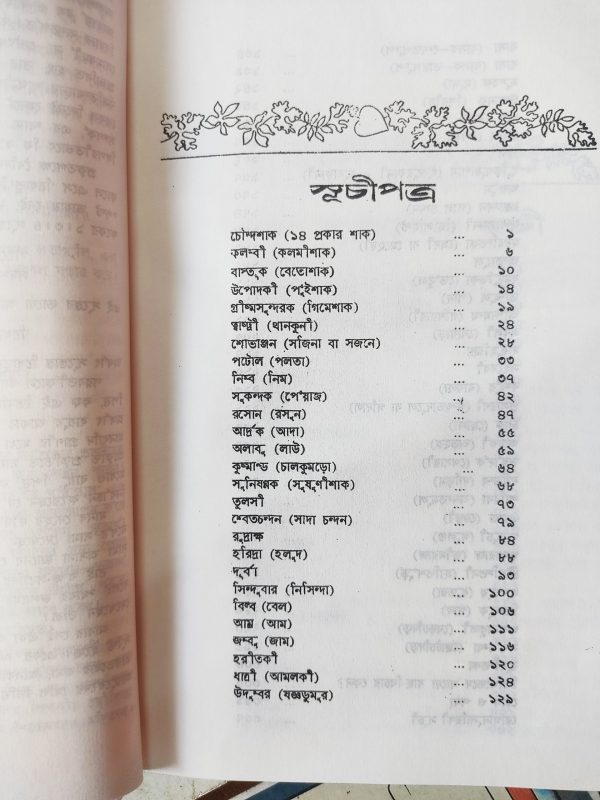 সূচীপত্র
চৌদ্দশাক (১৪ প্রকার শাক) ... ১
কলম্বী (কলমীশাক) ... ৬
বাস্তুক (বেতোশাক) ... ১০
উপোদকী (পুঁইশাক) ... ১৪
গ্রীষ্মসুন্দরক (গিমেশাক) ... ১৯
ত্বাষ্ট্রী (থানকুনী) ... ২৪
শোভাঞ্জন (সজিনা বা সজনে) ... ২৮
পটোল (পলতা) ... ৩৩
নিম্ব (নিম) ... ৩৭
সুকন্দক (পেঁয়াজ) ... ৪২
রসোন (রসুন) ... ৪৭
আর্দ্রক (আদা) ... ৫৫
অলাবু (লাউ) ... ৫৯
কুষ্মাণ্ড (চালকুমড়ো) ... ৬৪
সুনিষণ্ণক (সুষুণীশাক) ... ৬৮
তুলসী ... ৭৩
শ্বেতচন্দন (সাদা চন্দন) ... ৭৯
রুদ্রাক্ষ ... ৮৪
হরিদ্রা (হলুদ) ... ৮৮
দূর্বা ... ৯৩
সিন্দুবার (নিসিন্দা) ... ১০০
বিল্ব (বেল) ... ১০৬
আম্র (আম) ... ১১১
জম্বু (জাম) ... ১১৬
হরীতকী ... ১২০
ধাত্রী (আমলকী) ... ১২৪
উদুম্বর (যজ্ঞডুমুর) ... ১২৯